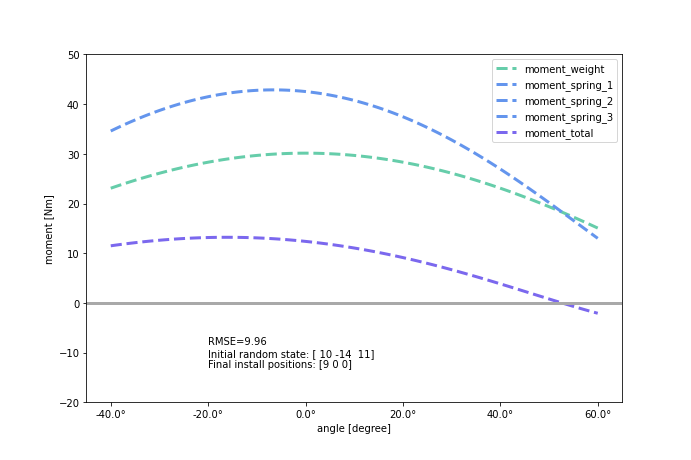 50
40
30
20
10
0
−10
−20
moment [Nm]
moment_weight
moment_spring_1
moment_spring_2
moment_spring_3
moment_total
RMSE=9.96
Initial random state: [ 10 -14  11]
Final install positions: [9 0 0]
-40.0° -20.0° 0.0° 20.0° 40.0° 60.0°
angle [degree]